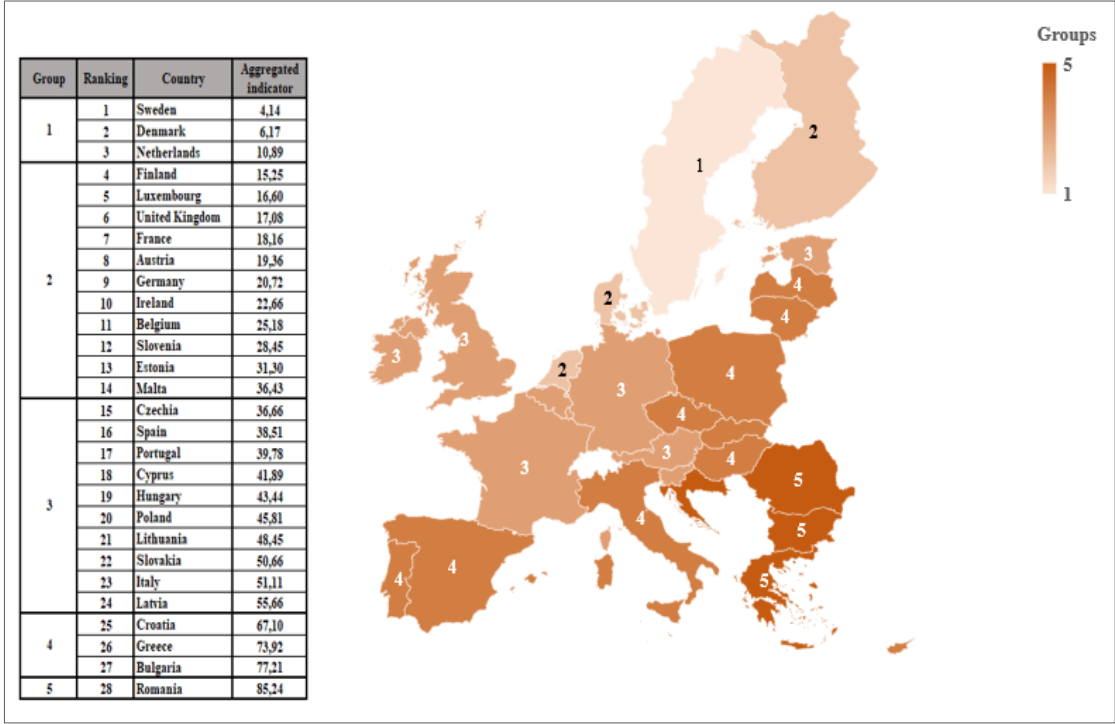 Group Ranking Country Aggregated indicator
1
1 Sweden 4,14
2 Denmark 6,17
3 Netherlands 10,89
2
4 Finland 15,25
5 Luxembourg 16,60
6 United Kingdom 17,08
7 France 18,16
8 Austria 19,36
9 Germany 20,72
10 Ireland 22,66
11 Belgium 25,18
12 Slovenia 28,45
13 Estonia 31,30
14 Malta 36,43
3
15 Czechia 36,66
16 Spain 38,51
17 Portugal 39,78
18 Cyprus 41,89
19 Hungary 43,44
20 Poland 45,81
21 Lithuania 48,45
22 Slovakia 50,66
23 Italy 51,11
24 Latvia 55,66
4
25 Croatia 67,10
26 Greece 73,92
27 Bulgaria 77,21
5 28 Romania 85,24
Groups
5
1
2
1
3
4
4
2
3
3
2
3
4
4
3
4
3
5
5
4
5
4
4